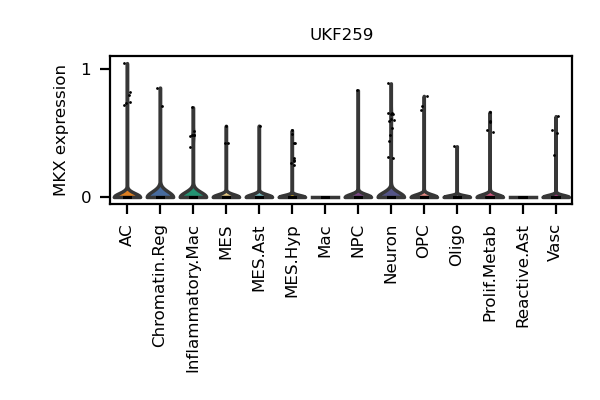 UKF259
MKX expression
1
0
AC
Chromatin.Reg
Inflammatory.Mac
MES
MES.Ast
MES.Hyp
Mac
NPC
Neuron
OPC
Oligo
Prolif.Metab
Reactive.Ast
Vasc